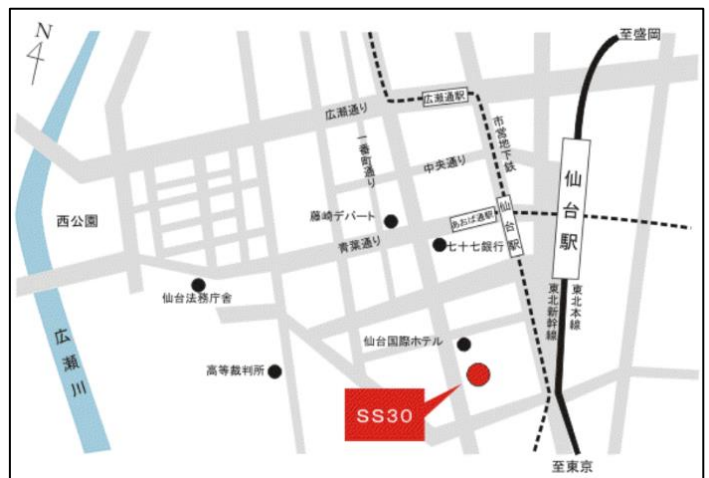 N
至盛岡
広瀬通り
広瀬通駅
市営地下鉄
一番町通り
中央通り
仙台駅
西公園
藤崎デパート
あおば通駅
仙台駅
青葉通り
七十七銀行
仙台法務庁舎
東北新幹線
東北本線
広瀬川
仙台国際ホテル
高等裁判所
SS30
至東京